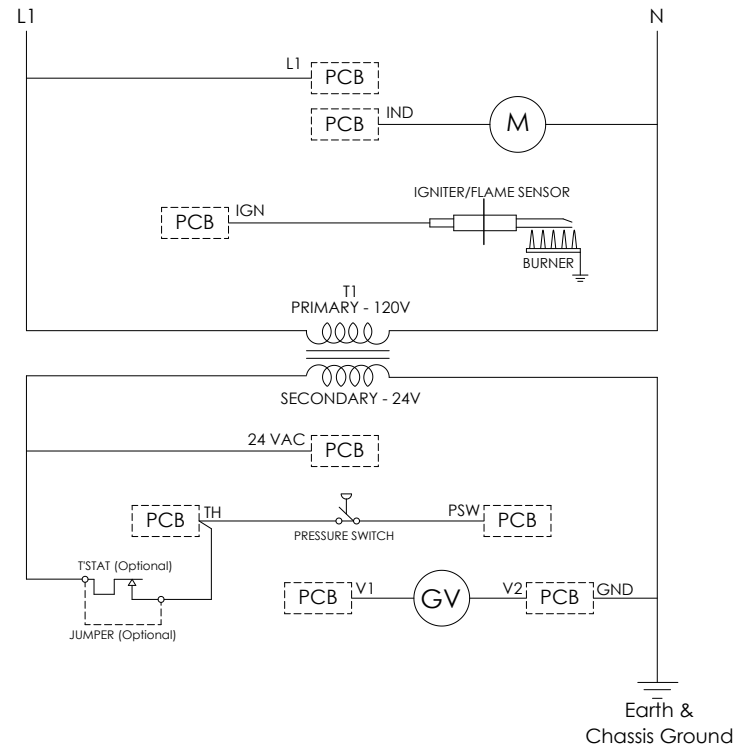 L1 N
L1 PCB
PCB IND M
IGNITER/FLAME SENSOR
PCB IGN
BURNER
T1
PRIMARY - 120V
SECONDARY - 24V
24 VAC PCB
PCB TH PSW PCB
PRESSURE SWITCH
T'STAT (Optional)
PCB V1 GV V2 PCB GND
JUMPER (Optional)
Earth &
Chassis Ground